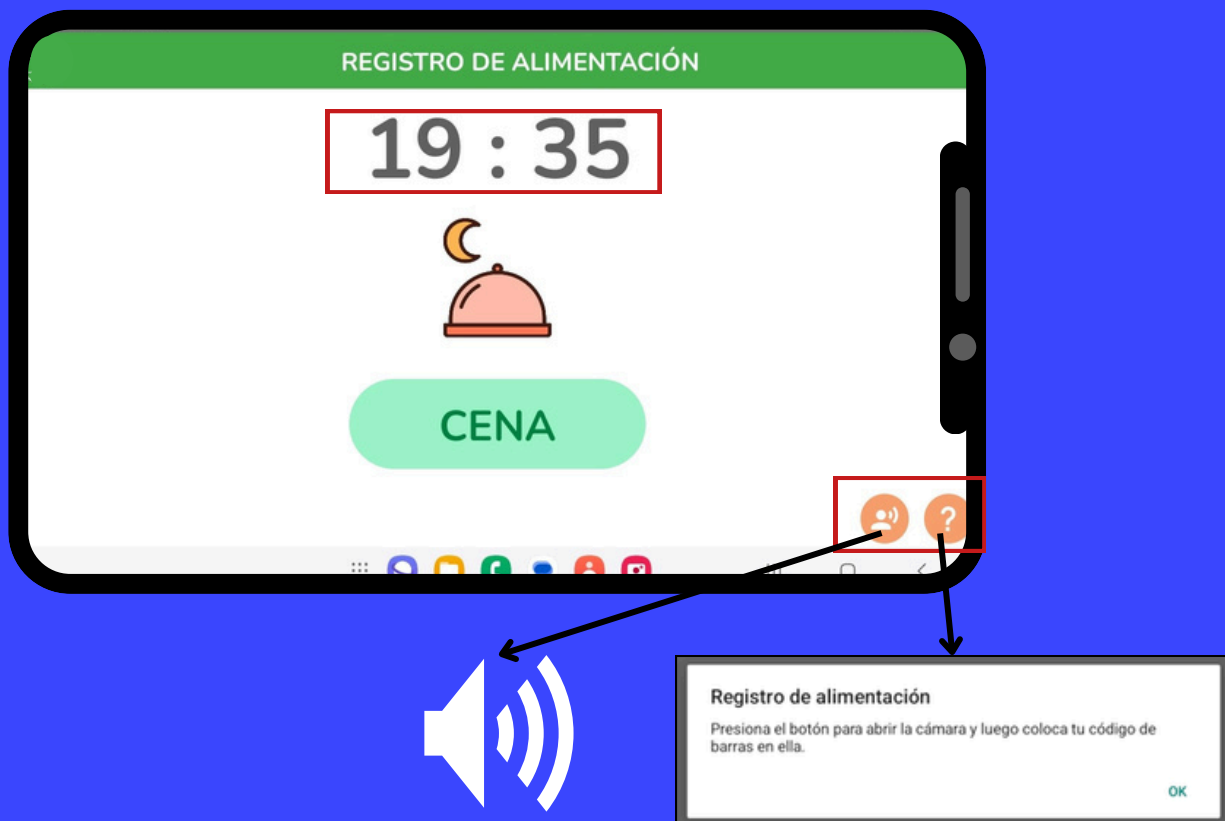 REGISTRO DE ALIMENTACIÓN
19 : 35
CENA
?
Registro de alimentación
Presiona el botón para abrir la cámara y luego coloca tu código de
barras en ella.
OK